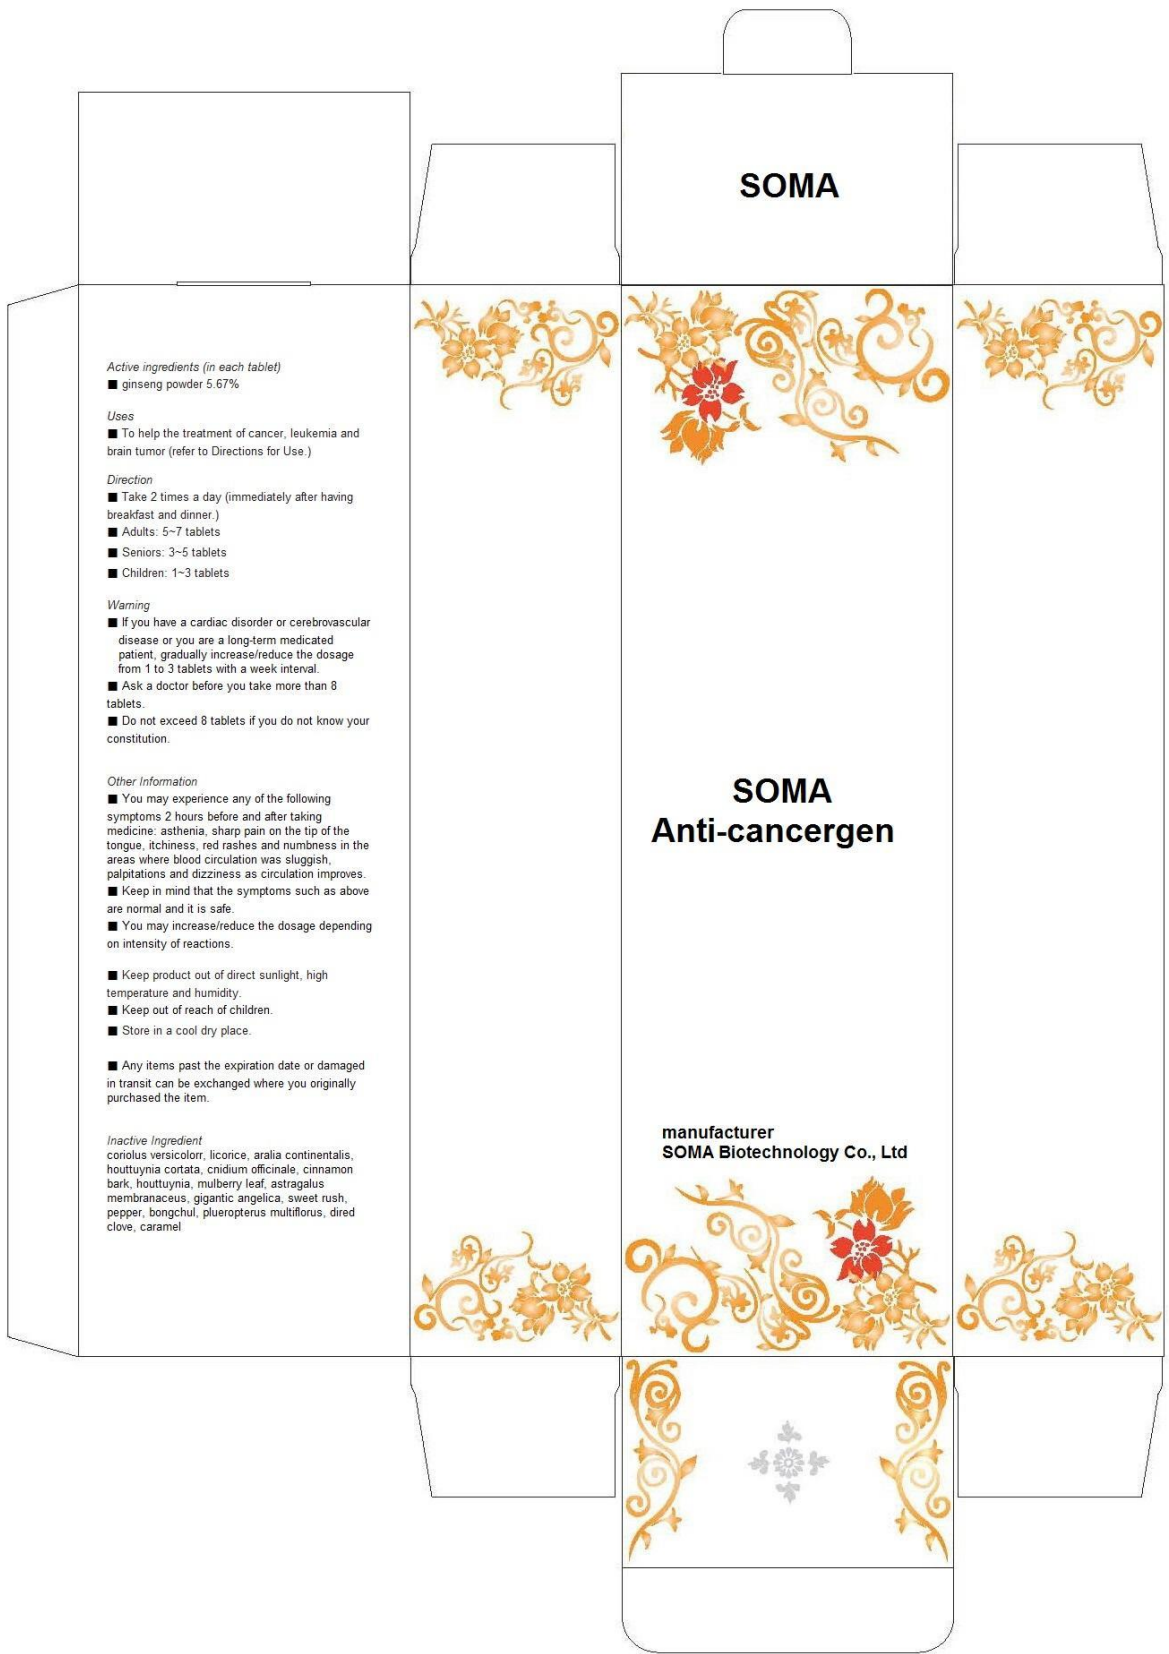 SOMA
Active ingredients (in each tablet)
■ ginseng powder 5.67%
Uses
■ To help the treatment of cancer, leukemia and
brain tumor (refer to Directions for Use.)
Direction
■ Take 2 times a day (immediately after having
breakfast and dinner.)
■ Adults: 5~7 tablets
■ Seniors: 3~5 tablets
■ Children: 1~3 tablets
Warning
■ If you have a cardiac disorder or cerebrovascular
disease or you are a long-term medicated
patient, gradually increase/reduce the dosage
from 1 to 3 tablets with a week interval.
■ Ask a doctor before you take more than 8
tablets.
■ Do not exceed 8 tablets if you do not know your
constitution.
Other Information
■ You may experience any of the following
symptoms 2 hours before and after taking
medicine: asthenia, sharp pain on the tip of the
tongue, itchiness, red rashes and numbness in the
areas where blood circulation was sluggish,
palpitations and dizziness as circulation improves.
■ Keep in mind that the symptoms such as above
are normal and it is safe.
■ You may increase/reduce the dosage depending
on intensity of reactions.
■ Keep product out of direct sunlight, high
temperature and humidity.
■ Keep out of reach of children.
■ Store in a cool dry place.
■ Any items past the expiration date or damaged
in transit can be exchanged where you originally
purchased the item.
Inactive Ingredient
coriolus versicolorr, licorice, aralia continentalis,
houttuynia cortata, cnidium officinale, cinnamon
bark, houttuynia, mulberry leaf, astragalus
membranaceus, gigantic angelica, sweet rush,
pepper, bongchul, plueropterus multiflorus, dired
clove, caramel
SOMA
Anti-cancergen
manufacturer
SOMA Biotechnology Co., Ltd